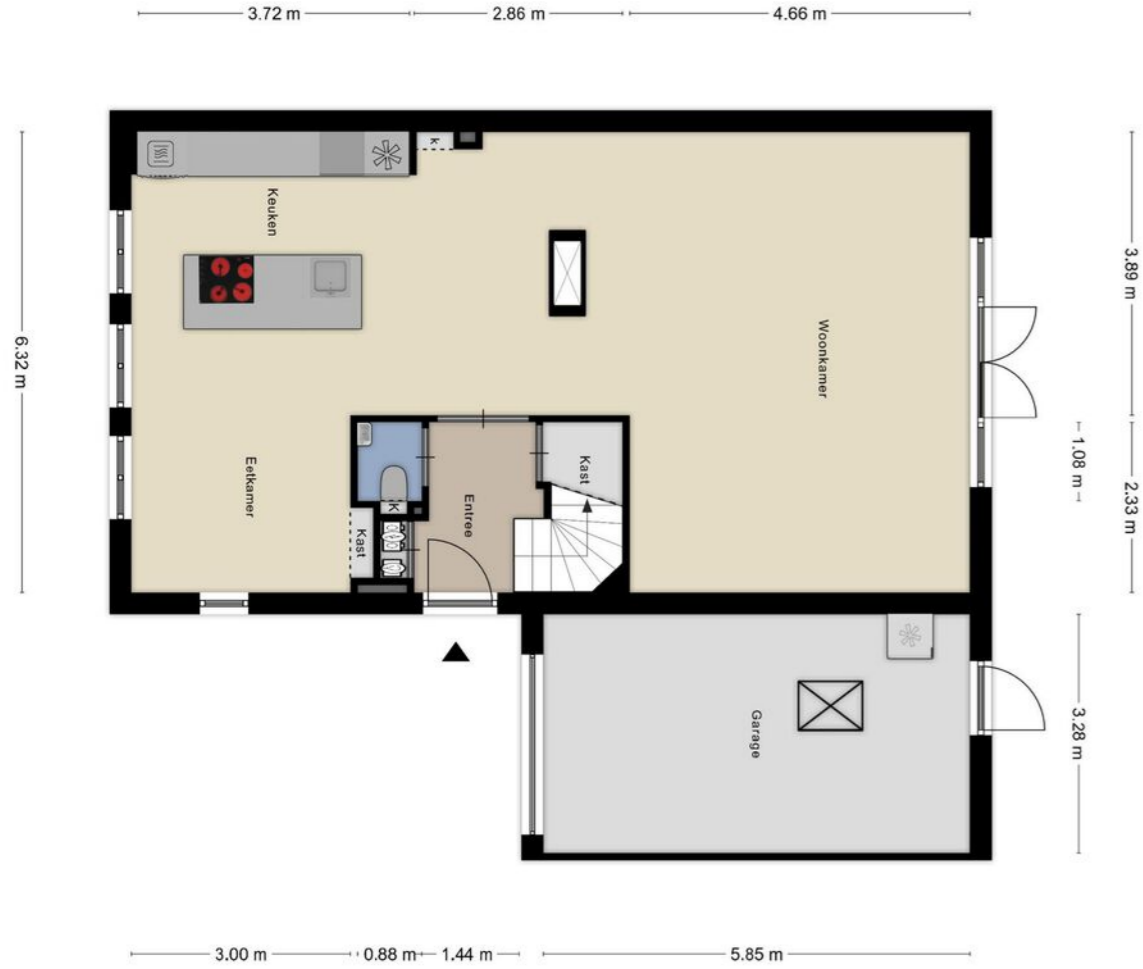 3.72 m
2.86 m
4.66 m
k
Keuken
3.89 m
6.32 m
Woonkamer
1.08 m
Eetkamer
Kast
Entree
K
Kast
2.33 m
Garage
3.28 m
3.00 m
0.88 m
1.44 m
5.85 m